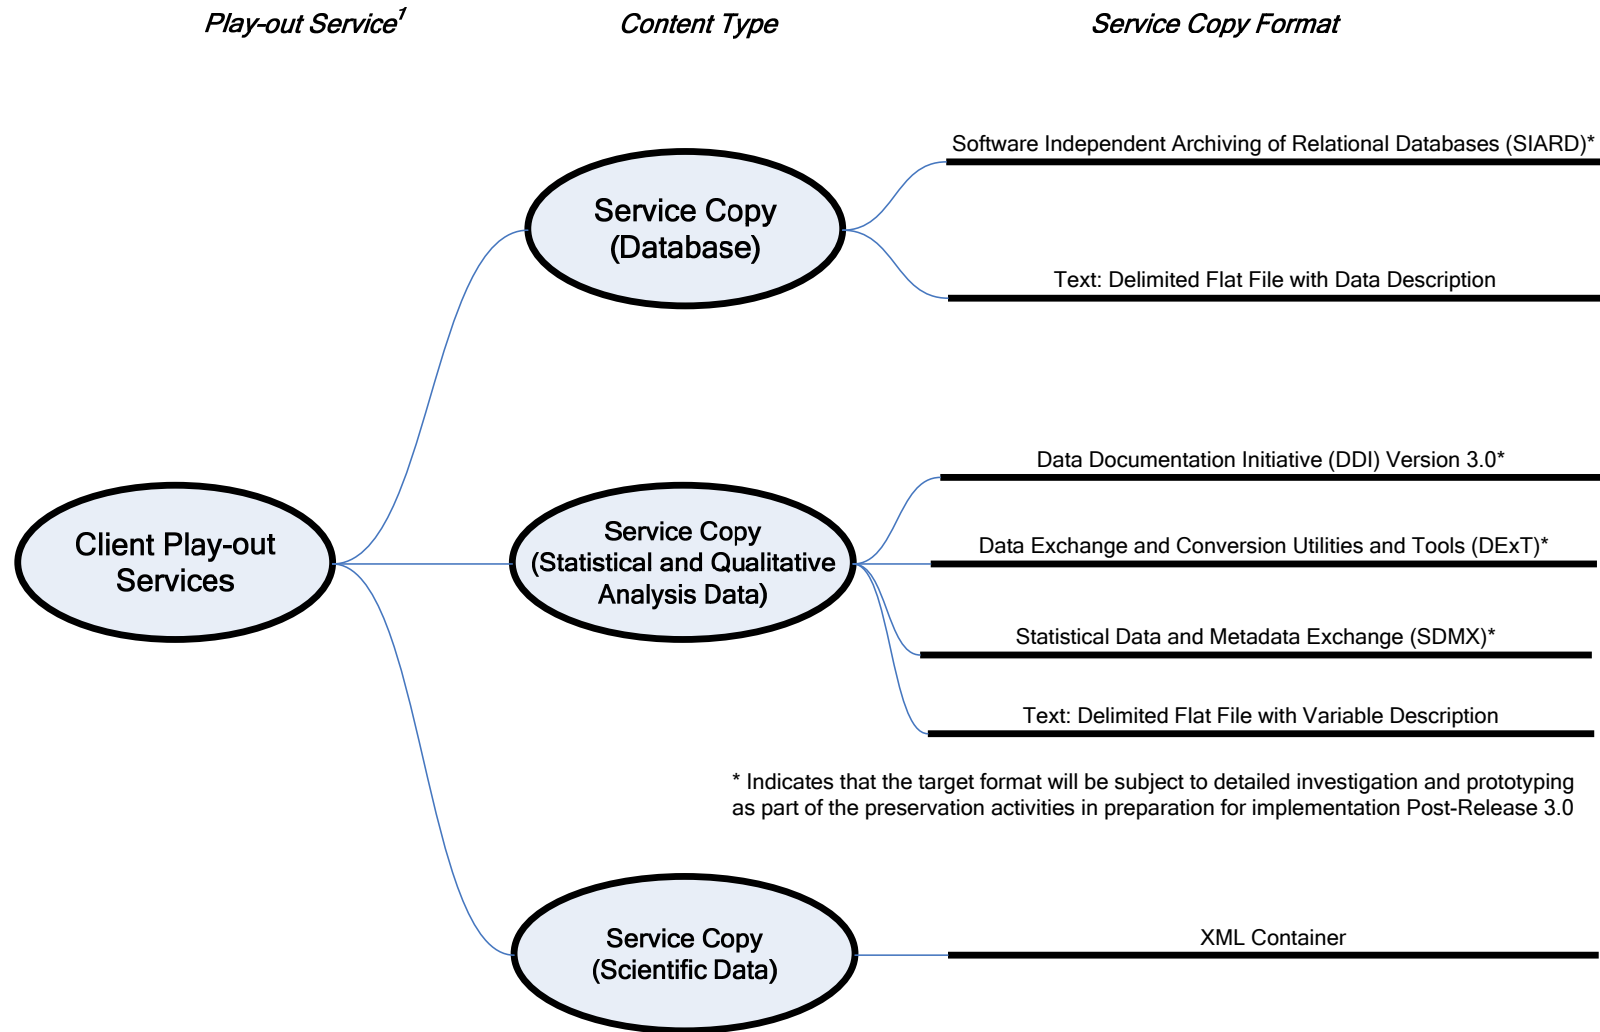 Play-out Service1
Content Type
Service Copy Format
Software Independent Archiving of Relational Databases (SIARD)*
Service Copy
(Database)
Text: Delimited Flat File with Data Description
Data Documentation Initiative (DDI) Version 3.0*
Client Play-out
Services
Service Copy
(Statistical and Qualitative
Analysis Data)
Data Exchange and Conversion Utilities and Tools (DExT)*
Statistical Data and Metadata Exchange (SDMX)*
Text: Delimited Flat File with Variable Description
* Indicates that the target format will be subject to detailed investigation and prototyping
as part of the preservation activities in preparation for implementation Post-Release 3.0
Service Copy
(Scientific Data)
XML Container